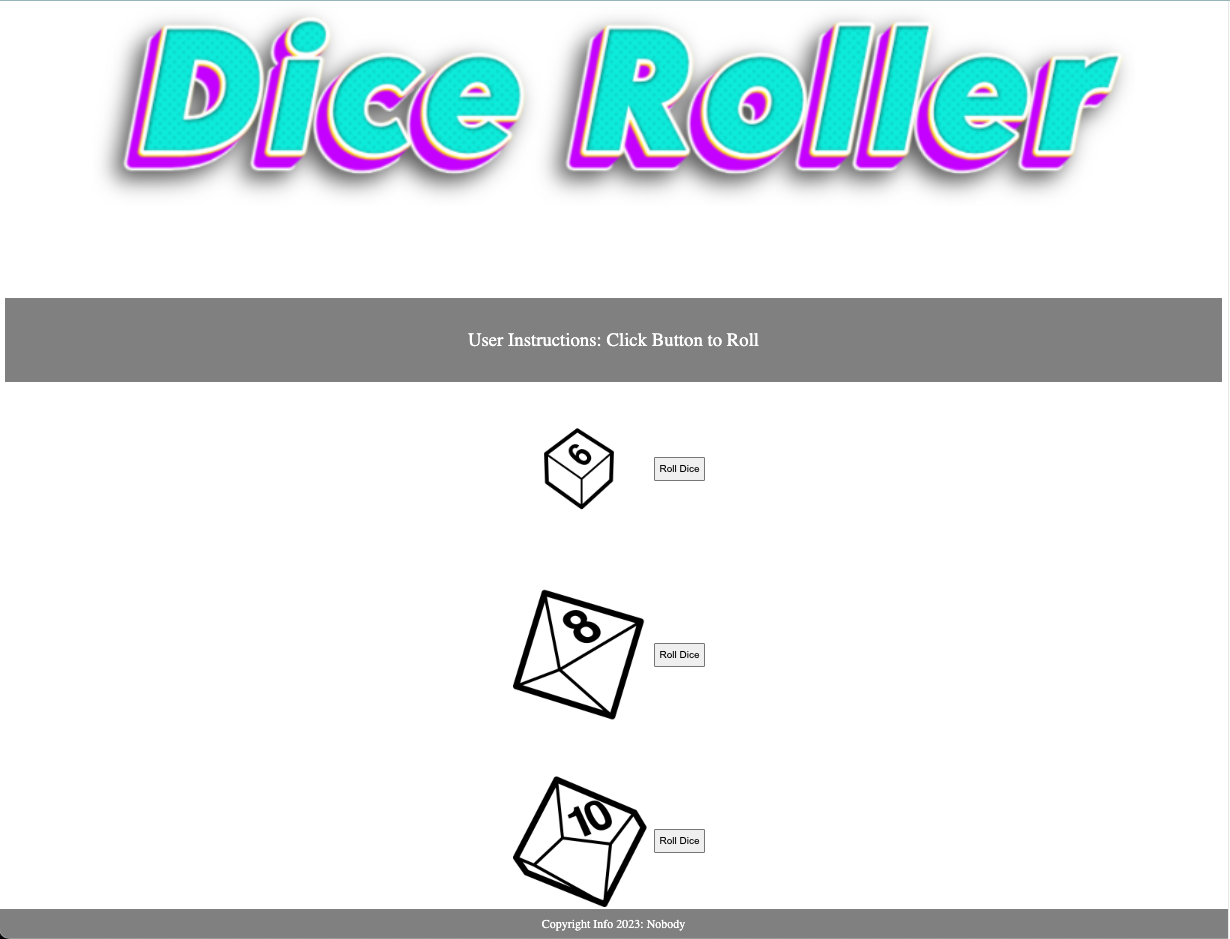 Dice Roller
User Instructions: Click Button to Roll
6
Roll Dice
8
Roll Dice
10
Roll Dice
Copyright Info 2023: Nobody